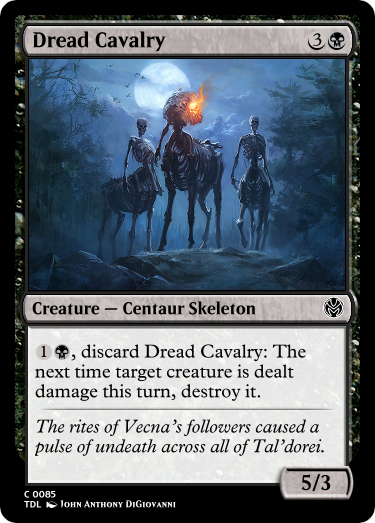 Dread Cavalry 3
Creature — Centaur Skeleton
1, discard Dread Cavalry: The
next time target creature is dealt
damage this turn, destroy it.
The rites of Vecna's followers caused a
pulse of undeath across all of Tal'dorei.
5/3
C 0085
TDL John Anthony DiGiovanni